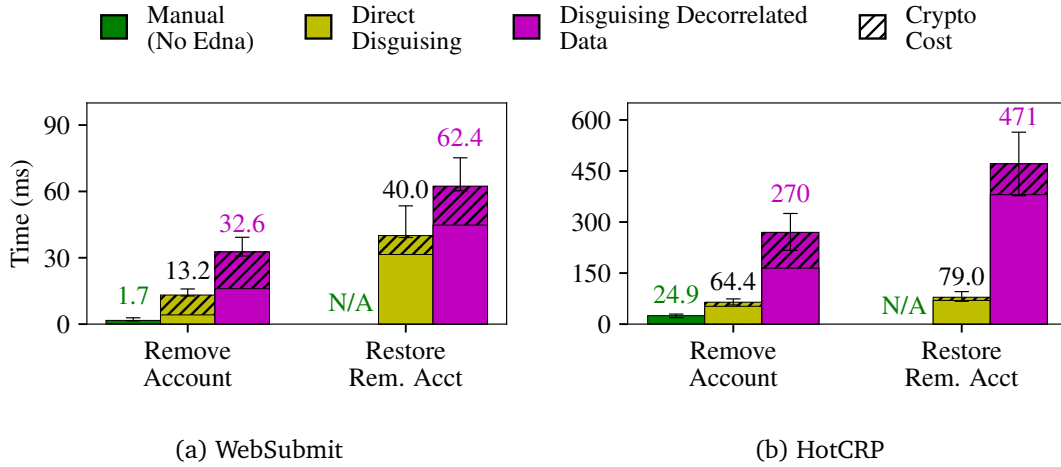 Manual
(No Edna)
Direct
Disguising
Disguising Decorrelated
Data
Crypto
Cost
Time (ms)
90
60
30
0
1.7
13.2
32.6
N/A
40.0
62.4
Remove
Account
Restore
Rem. Acct
(a) WebSubmit
600
450
300
150
0
24.9
64.4
270
N/A
79.0
471
Remove
Account
Restore
Rem. Acct
(b) HotCRP